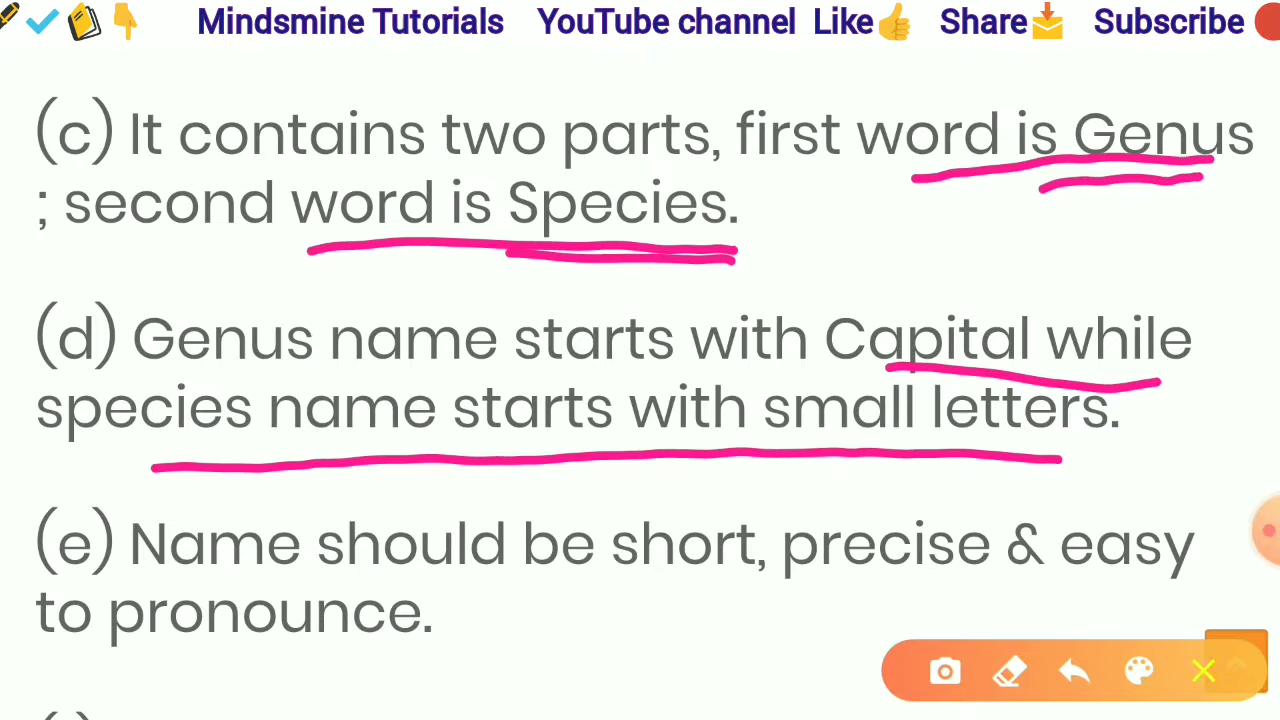 Mindsmine Tutorials YouTube channel Like Share Subscribe
(c) It contains two parts, first word is Genus
; second word is Species.
(d) Genus name starts with Capital while
species name starts with small letters.
(e) Name should be short, precise & easy
to pronounce.